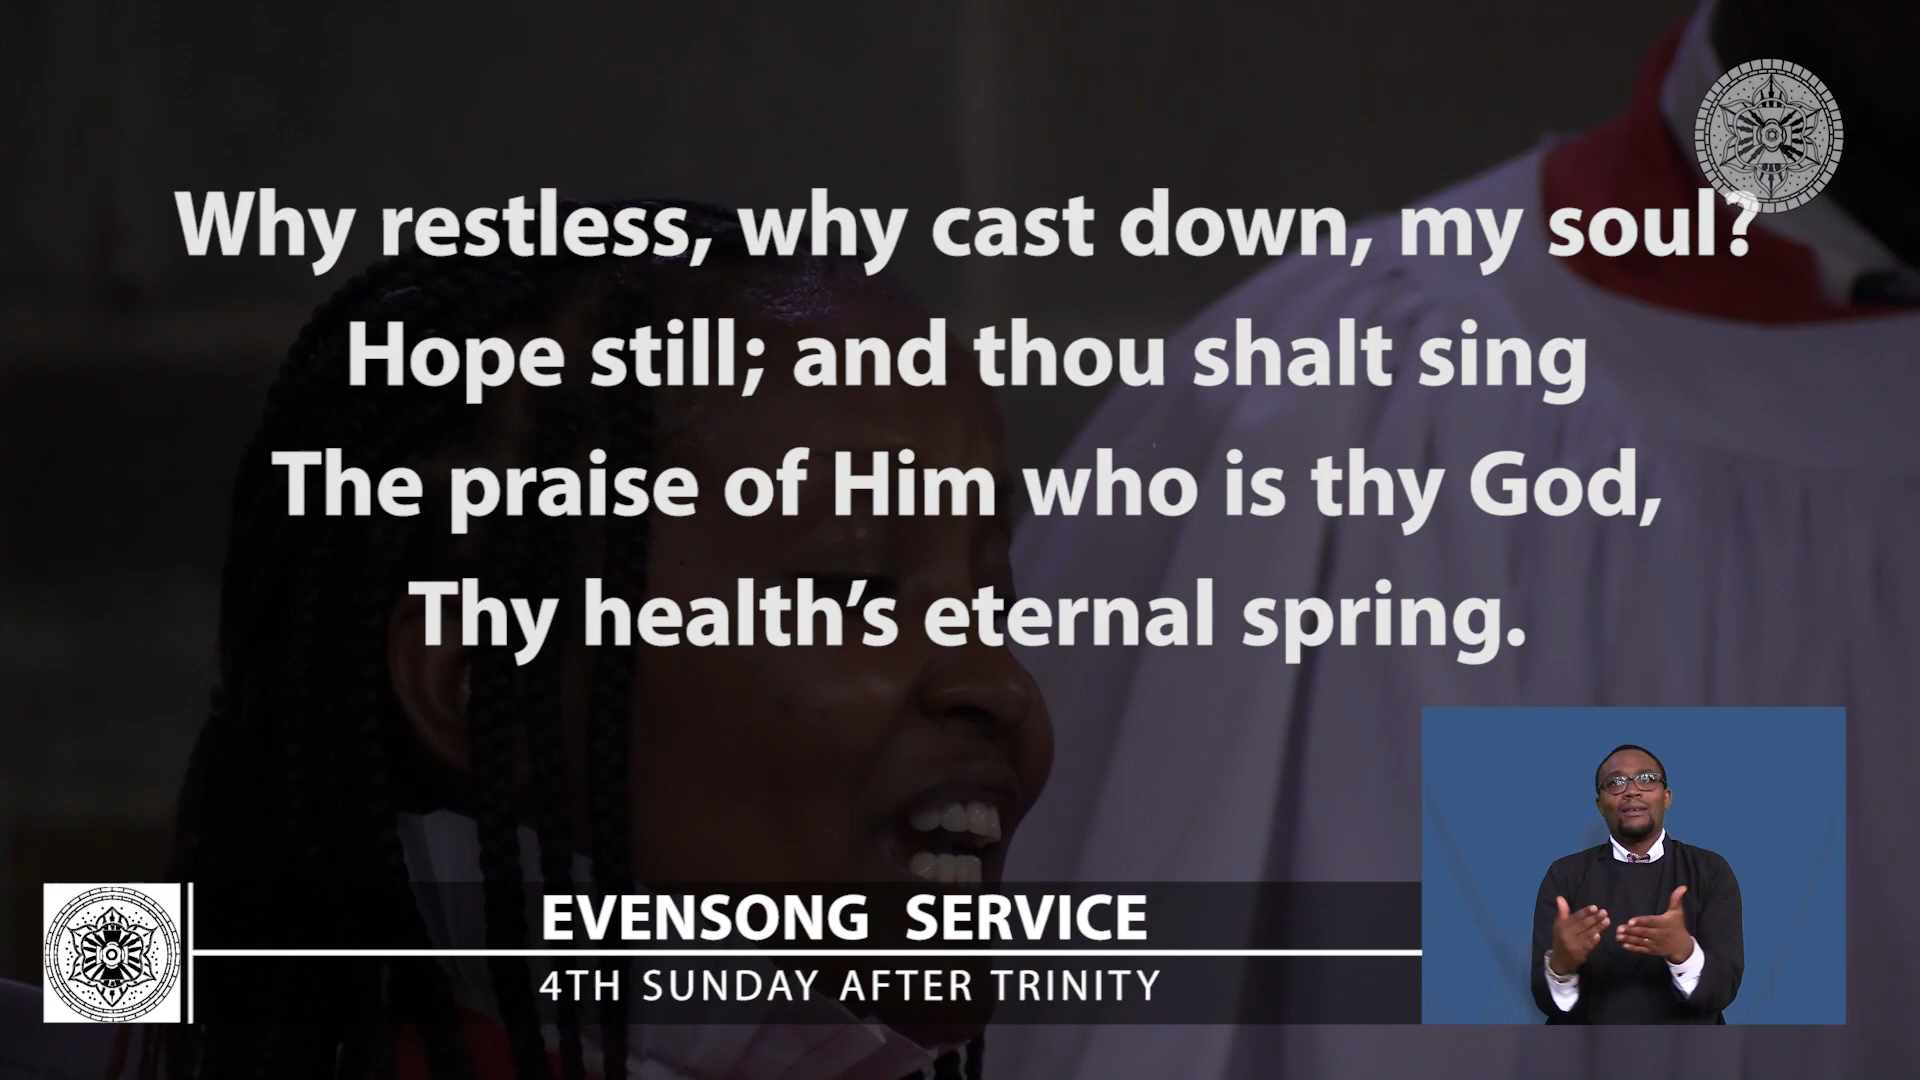 Why restless, why cast down, my soul?
Hope still; and thou shalt sing
The praise of Him who is thy God,
Thy health’s eternal spring.
EVENSONG SERVICE
4TH SUNDAY AFTER TRINITY